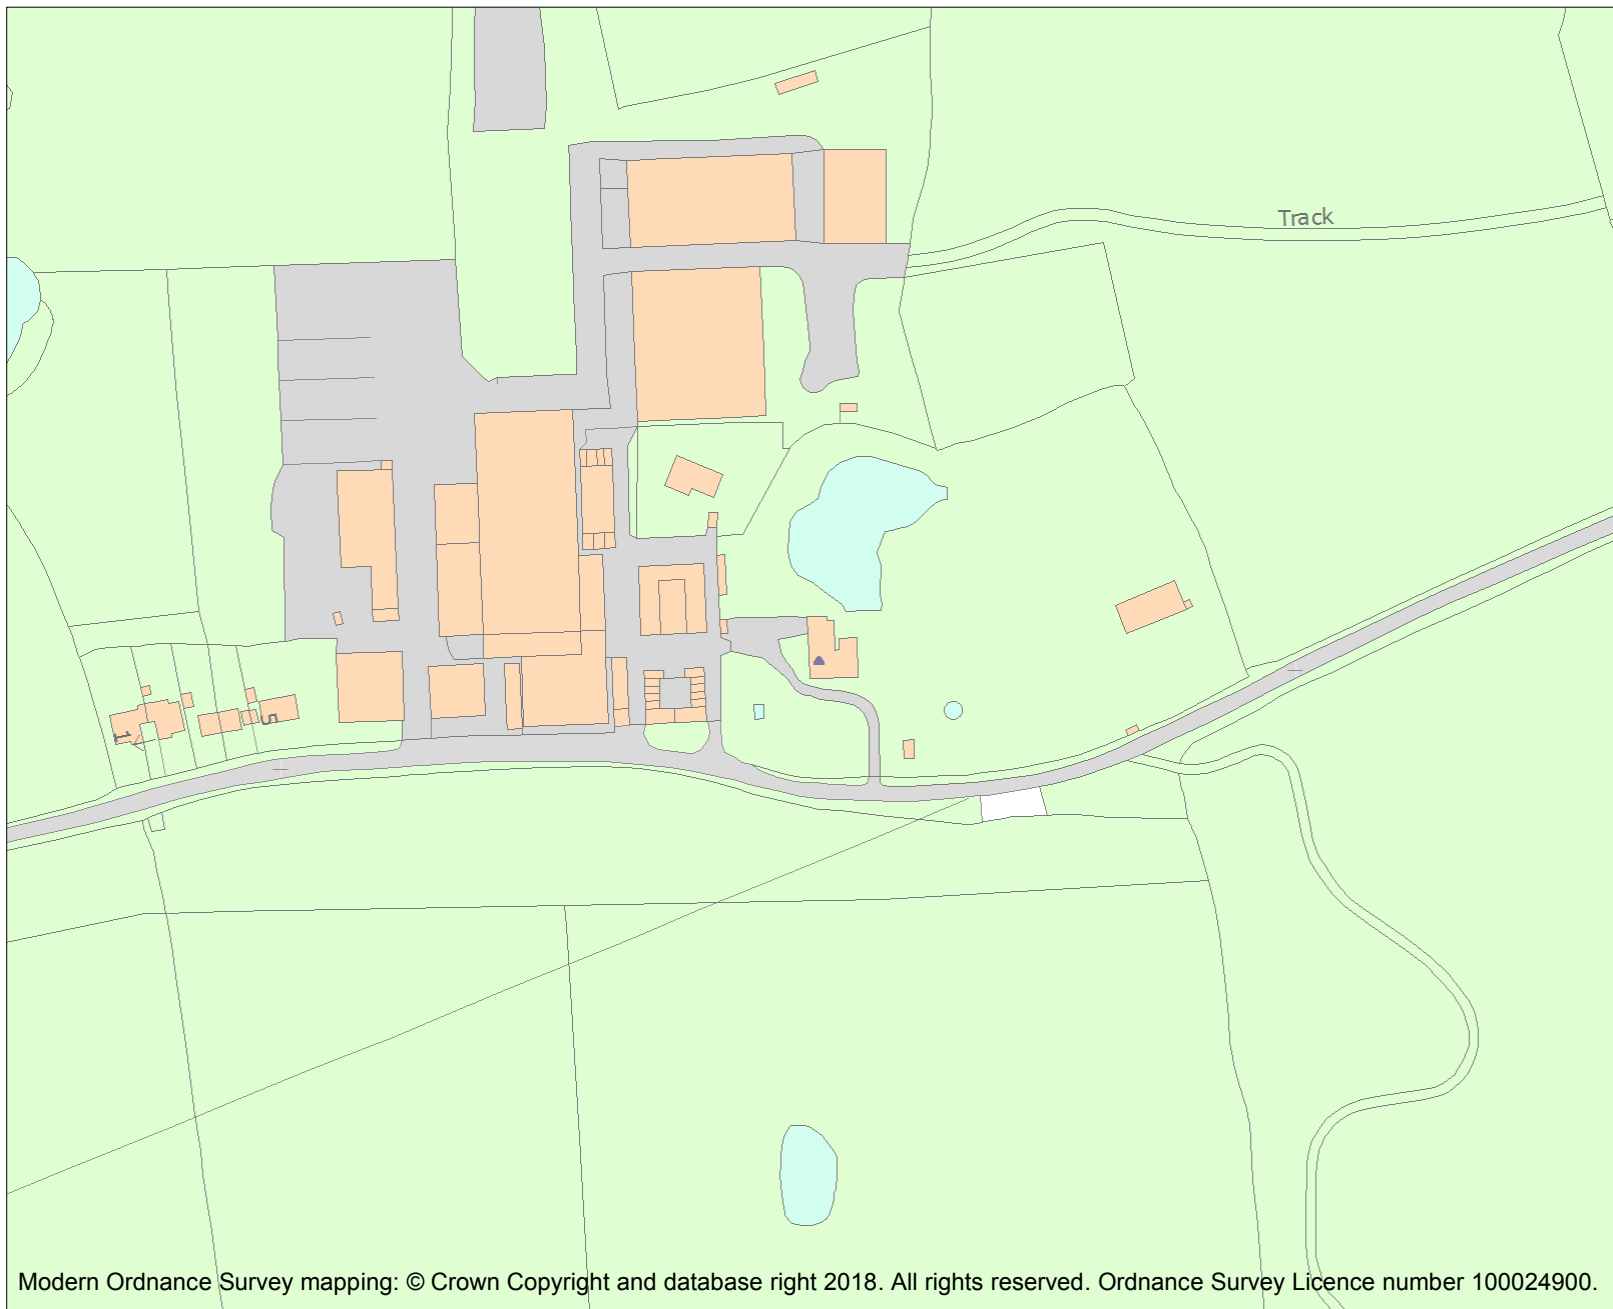 Track
1
5
Modern Ordnance Survey mapping: © Crown Copyright and database right 2018. All rights reserved. Ordnance Survey Licence number 100024900.